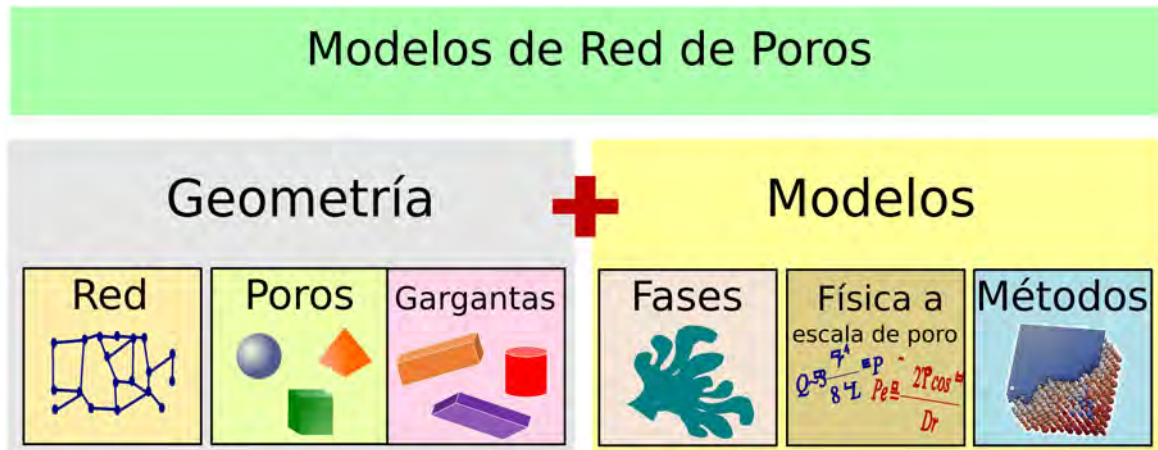 Modelos de Red de Poros
Geometría
Modelos
Red
Poros
Gargantas
Fases
Física a
escala de poro
Métodos